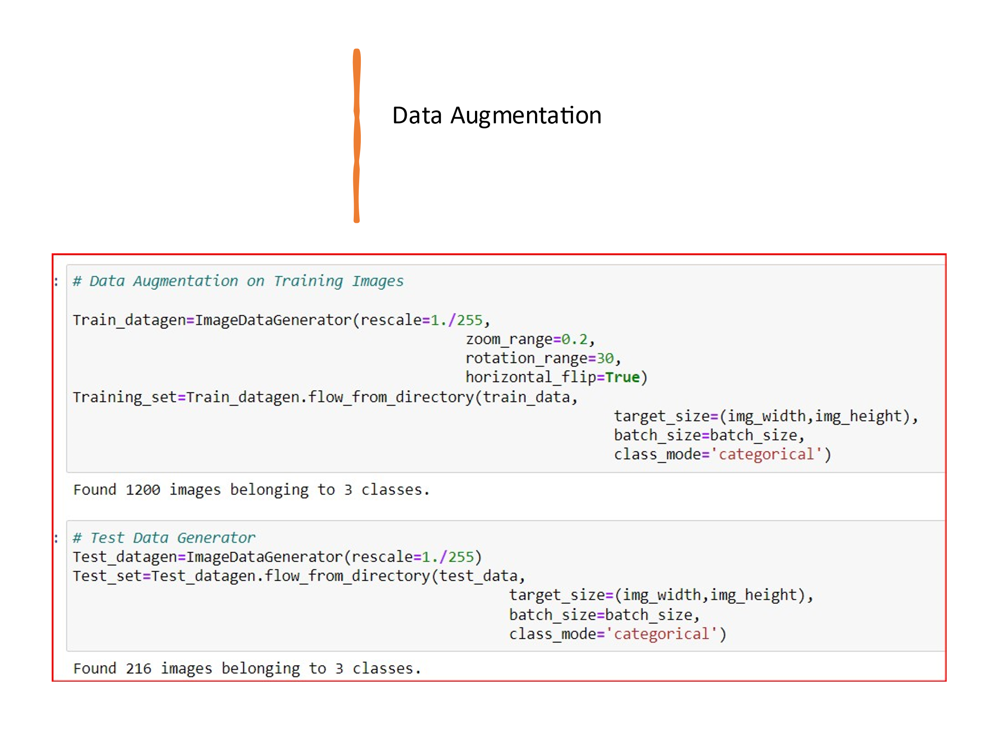 Data Augmentation
: # Data Augmentation on Training Images
Train_datagen=ImageDataGenerator(rescale=1./255,
zoom_range=0.2,
rotation_range=30,
horizontal_flip=True)
Training_set=Train_datagen.flow_from_directory(train_data,
target_size=(img_width,img_height),
batch_size=batch_size,
class_mode='categorical')
Found 1200 images belonging to 3 classes.
: # Test Data Generator
Test_datagen=ImageDataGenerator(rescale=1./255)
Test_set=Test_datagen.flow_from_directory(test_data,
target_size=(img_width,img_height),
batch_size=batch_size,
class_mode='categorical')
Found 216 images belonging to 3 classes.